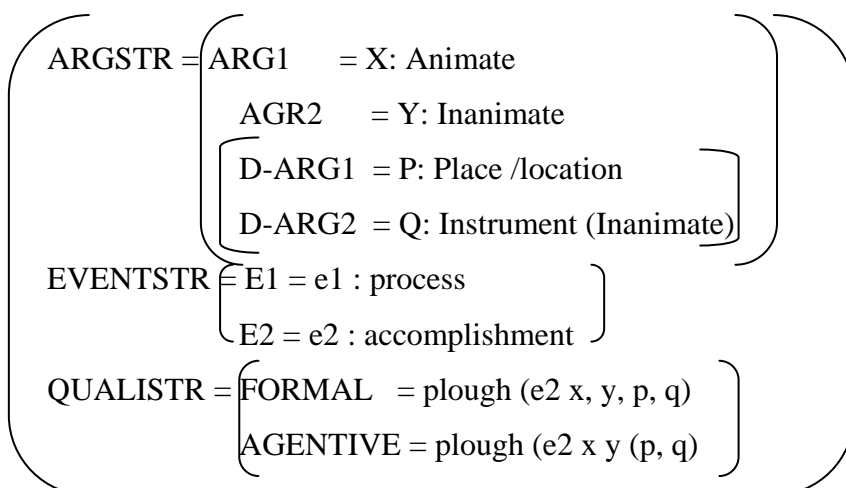 ARGSTR = ARG1 = X: Animate
AGR2 = Y: Inanimate
D-ARG1 = P: Place /location
D-ARG2 = Q: Instrument (Inanimate)
EVENTSTR = E1 = e1 : process
E2 = e2 : accomplishment
QUALISTR = FORMAL = plough (e2 x, y, p, q)
AGENTIVE = plough (e2 x y (p, q)